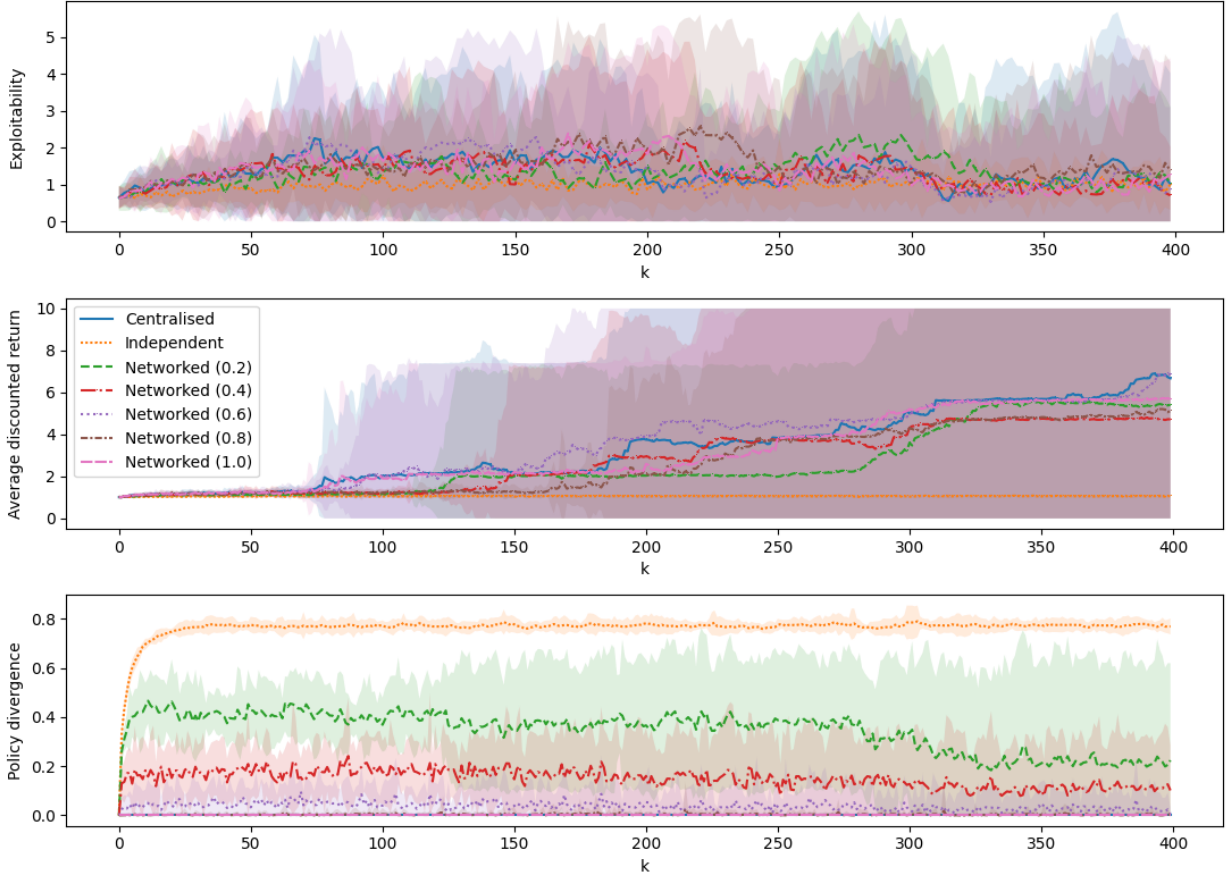 Exploitability
5
4
3
2
1
0
0 50 100 150 200 250 300 350 400
k
Average discounted return
10
8
6
4
2
0
Centralised
Independent
Networked (0.2)
Networked (0.4)
Networked (0.6)
Networked (0.8)
Networked (1.0)
0 50 100 150 200 250 300 350 400
k
Policy divergence
0.8
0.6
0.4
0.2
0.0
0 50 100 150 200 250 300 350 400
k